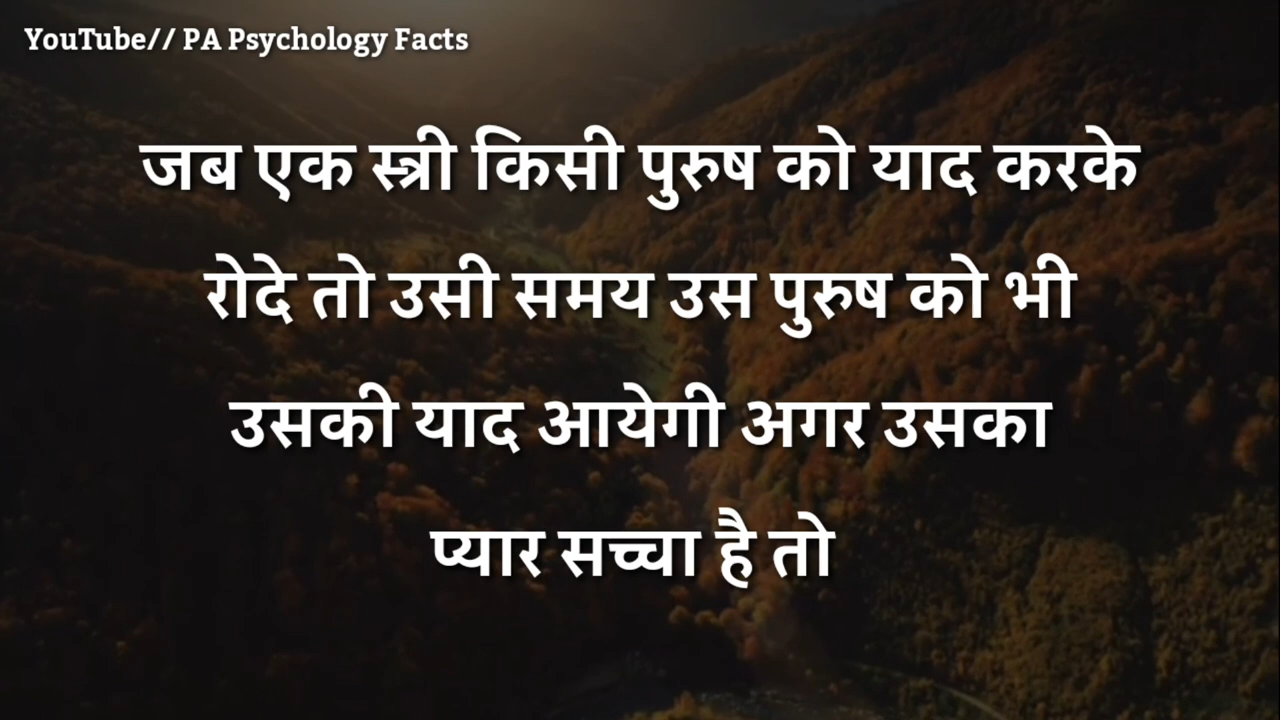 YouTube// PA Psychology Facts
जब एक स्त्री किसी पुरुष को याद करके
रोदे तो उसी समय उस पुरुष को भी
उसकी याद आयेगी अगर उसका
प्यार सच्चा है तो